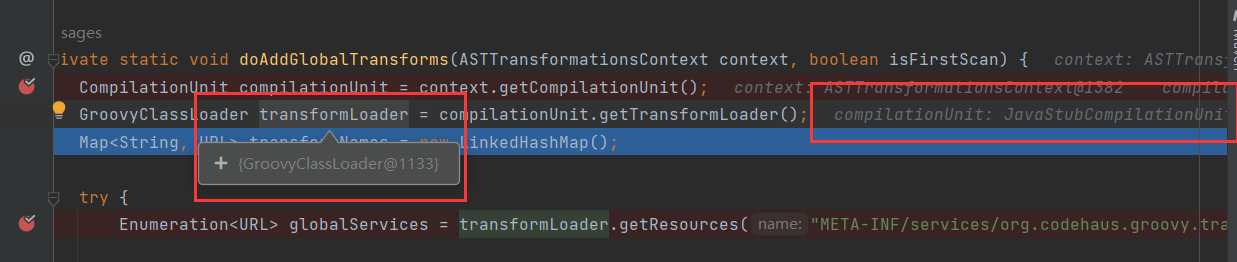 sages
@
ivate static void doAddGlobalTransforms(ASTTransformationsContext context, boolean isFirstScan) { context: ASTTransf
CompilationUnit compilationUnit = context.getCompilationUnit(); context: ASTTransformationsContext@1382 compila
GroovyClassLoader transformLoader = compilationUnit.getTransformLoader(); compilationUnit: JavaStubCompilationUnit
Map<String, URL> transformNames = new LinkedHashMap();
+ {GroovyClassLoader@1133}
try {
Enumeration<URL> globalServices = transformLoader.getResources( name: "META-INF/services/org.codehaus.groovy.tra